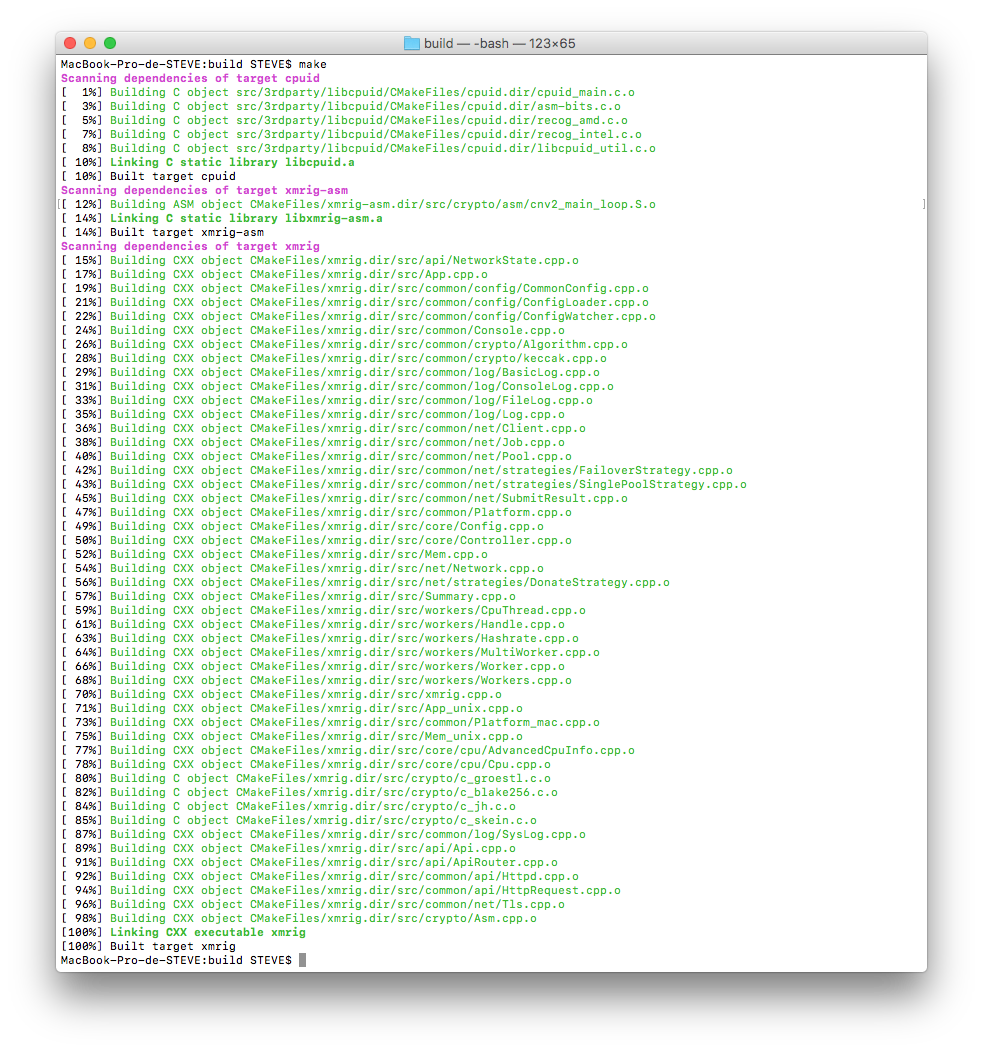 build — -bash — 123×65
MacBook-Pro-de-STEVE:build STEVE$ make
Scanning dependencies of target cpuid
[  1%] Building C object src/3rdparty/libcpuid/CMakeFiles/cpuid.dir/cpuid_main.c.o
[  3%] Building C object src/3rdparty/libcpuid/CMakeFiles/cpuid.dir/asm-bits.c.o
[  5%] Building C object src/3rdparty/libcpuid/CMakeFiles/cpuid.dir/recog_amd.c.o
[  7%] Building C object src/3rdparty/libcpuid/CMakeFiles/cpuid.dir/recog_intel.c.o
[  8%] Building C object src/3rdparty/libcpuid/CMakeFiles/cpuid.dir/libcpuid_util.c.o
[ 10%] Linking C static library libcpuid.a
[ 10%] Built target cpuid
Scanning dependencies of target xmrig-asm
[ 12%] Building ASM object CMakeFiles/xmrig-asm.dir/src/crypto/asm/cnv2_main_loop.S.o
[ 14%] Linking C static library libxmrig-asm.a
[ 14%] Built target xmrig-asm
Scanning dependencies of target xmrig
[ 15%] Building CXX object CMakeFiles/xmrig.dir/src/api/NetworkState.cpp.o
[ 17%] Building CXX object CMakeFiles/xmrig.dir/src/App.cpp.o
[ 19%] Building CXX object CMakeFiles/xmrig.dir/src/common/config/CommonConfig.cpp.o
[ 21%] Building CXX object CMakeFiles/xmrig.dir/src/common/config/ConfigLoader.cpp.o
[ 22%] Building CXX object CMakeFiles/xmrig.dir/src/common/config/ConfigWatcher.cpp.o
[ 24%] Building CXX object CMakeFiles/xmrig.dir/src/common/Console.cpp.o
[ 26%] Building CXX object CMakeFiles/xmrig.dir/src/common/crypto/Algorithm.cpp.o
[ 28%] Building CXX object CMakeFiles/xmrig.dir/src/common/crypto/keccak.cpp.o
[ 29%] Building CXX object CMakeFiles/xmrig.dir/src/common/log/BasicLog.cpp.o
[ 31%] Building CXX object CMakeFiles/xmrig.dir/src/common/log/ConsoleLog.cpp.o
[ 33%] Building CXX object CMakeFiles/xmrig.dir/src/common/log/FileLog.cpp.o
[ 35%] Building CXX object CMakeFiles/xmrig.dir/src/common/log/Log.cpp.o
[ 36%] Building CXX object CMakeFiles/xmrig.dir/src/common/net/Client.cpp.o
[ 38%] Building CXX object CMakeFiles/xmrig.dir/src/common/net/Job.cpp.o
[ 40%] Building CXX object CMakeFiles/xmrig.dir/src/common/net/Pool.cpp.o
[ 42%] Building CXX object CMakeFiles/xmrig.dir/src/common/net/strategies/FailoverStrategy.cpp.o
[ 43%] Building CXX object CMakeFiles/xmrig.dir/src/common/net/strategies/SinglePoolStrategy.cpp.o
[ 45%] Building CXX object CMakeFiles/xmrig.dir/src/common/net/SubmitResult.cpp.o
[ 47%] Building CXX object CMakeFiles/xmrig.dir/src/common/Platform.cpp.o
[ 49%] Building CXX object CMakeFiles/xmrig.dir/src/core/Config.cpp.o
[ 50%] Building CXX object CMakeFiles/xmrig.dir/src/core/Controller.cpp.o
[ 52%] Building CXX object CMakeFiles/xmrig.dir/src/Mem.cpp.o
[ 54%] Building CXX object CMakeFiles/xmrig.dir/src/net/Network.cpp.o
[ 56%] Building CXX object CMakeFiles/xmrig.dir/src/net/strategies/DonateStrategy.cpp.o
[ 57%] Building CXX object CMakeFiles/xmrig.dir/src/Summary.cpp.o
[ 59%] Building CXX object CMakeFiles/xmrig.dir/src/workers/CpuThread.cpp.o
[ 61%] Building CXX object CMakeFiles/xmrig.dir/src/workers/Handle.cpp.o
[ 63%] Building CXX object CMakeFiles/xmrig.dir/src/workers/Hashrate.cpp.o
[ 64%] Building CXX object CMakeFiles/xmrig.dir/src/workers/MultiWorker.cpp.o
[ 66%] Building CXX object CMakeFiles/xmrig.dir/src/workers/Worker.cpp.o
[ 68%] Building CXX object CMakeFiles/xmrig.dir/src/workers/Workers.cpp.o
[ 70%] Building CXX object CMakeFiles/xmrig.dir/src/xmrig.cpp.o
[ 71%] Building CXX object CMakeFiles/xmrig.dir/src/App_unix.cpp.o
[ 73%] Building CXX object CMakeFiles/xmrig.dir/src/common/Platform_mac.cpp.o
[ 75%] Building CXX object CMakeFiles/xmrig.dir/src/Mem_unix.cpp.o
[ 77%] Building CXX object CMakeFiles/xmrig.dir/src/core/cpu/AdvancedCpuInfo.cpp.o
[ 78%] Building CXX object CMakeFiles/xmrig.dir/src/core/cpu/Cpu.cpp.o
[ 80%] Building C object CMakeFiles/xmrig.dir/src/crypto/c_groestl.c.o
[ 82%] Building C object CMakeFiles/xmrig.dir/src/crypto/c_blake256.c.o
[ 84%] Building C object CMakeFiles/xmrig.dir/src/crypto/c_jh.c.o
[ 85%] Building C object CMakeFiles/xmrig.dir/src/crypto/c_skein.c.o
[ 87%] Building CXX object CMakeFiles/xmrig.dir/src/common/log/SysLog.cpp.o
[ 89%] Building CXX object CMakeFiles/xmrig.dir/src/api/Api.cpp.o
[ 91%] Building CXX object CMakeFiles/xmrig.dir/src/api/ApiRouter.cpp.o
[ 92%] Building CXX object CMakeFiles/xmrig.dir/src/common/api/Httpd.cpp.o
[ 94%] Building CXX object CMakeFiles/xmrig.dir/src/common/api/HttpRequest.cpp.o
[ 96%] Building CXX object CMakeFiles/xmrig.dir/src/common/net/Tls.cpp.o
[ 98%] Building CXX object CMakeFiles/xmrig.dir/src/crypto/Asm.cpp.o
[100%] Linking CXX executable xmrig
[100%] Built target xmrig
MacBook-Pro-de-STEVE:build STEVE$